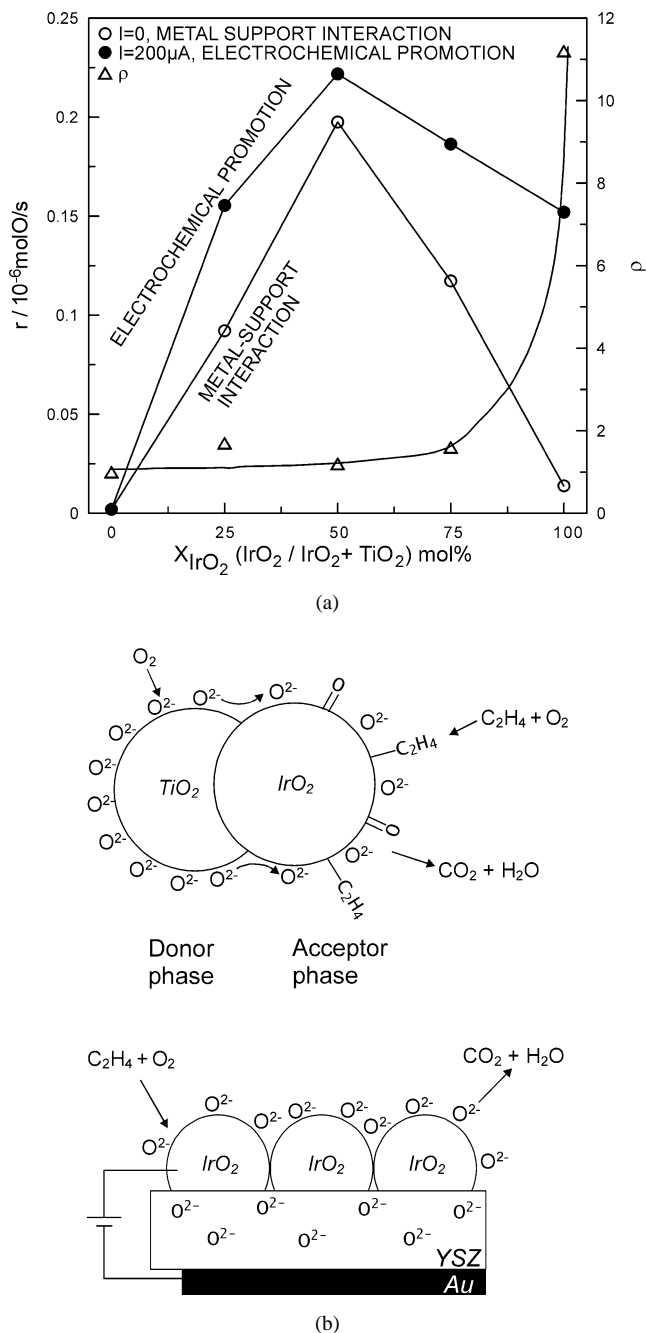 I=0, METAL SUPPORT INTERACTION
I=200μA, ELECTROCHEMICAL PROMOTION
ρ
0.25
0.2
0.15
0.1
0.05
0
r / 10⁻⁶molO/s
ELECTROCHEMICAL PROMOTION
METAL-SUPPORT
INTERACTION
12
10
8
6
4
2
0
ρ
0 25 50 75 100
X_IrO₂ (IrO₂ / IrO₂+ TiO₂) mol%
(a)
O₂
O²⁻ O²⁻ O²⁻ O
O²⁻ O²⁻
C₂H₄ C₂H₄ + O₂
O²⁻ TiO₂ IrO₂ O²⁻
O²⁻ O
O²⁻ O²⁻
O²⁻ O²⁻ O²⁻ O²⁻ CO₂ + H₂O
C₂H₄
Donor
phase
Acceptor
phase
C₂H₄ + O₂ CO₂ + H₂O
O²⁻ O²⁻ O²⁻ O²⁻ O²⁻ O²⁻ O²⁻
O²⁻ IrO₂ IrO₂ IrO₂ O²⁻
O²⁻ O²⁻ O²⁻ O²⁻
O²⁻ O²⁻ O²⁻
YSZ
Au
(b)